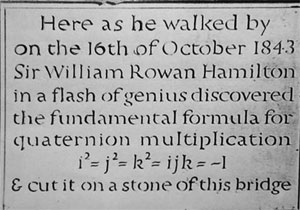 Here as he walked by
on the 16th of October 1843
Sir William Rowan Hamilton
in a flash of genius discovered
the fundamental formula for
quaternion multiplication
i² = j² = k² = ijk = –1
& cut it on a stone of this bridge